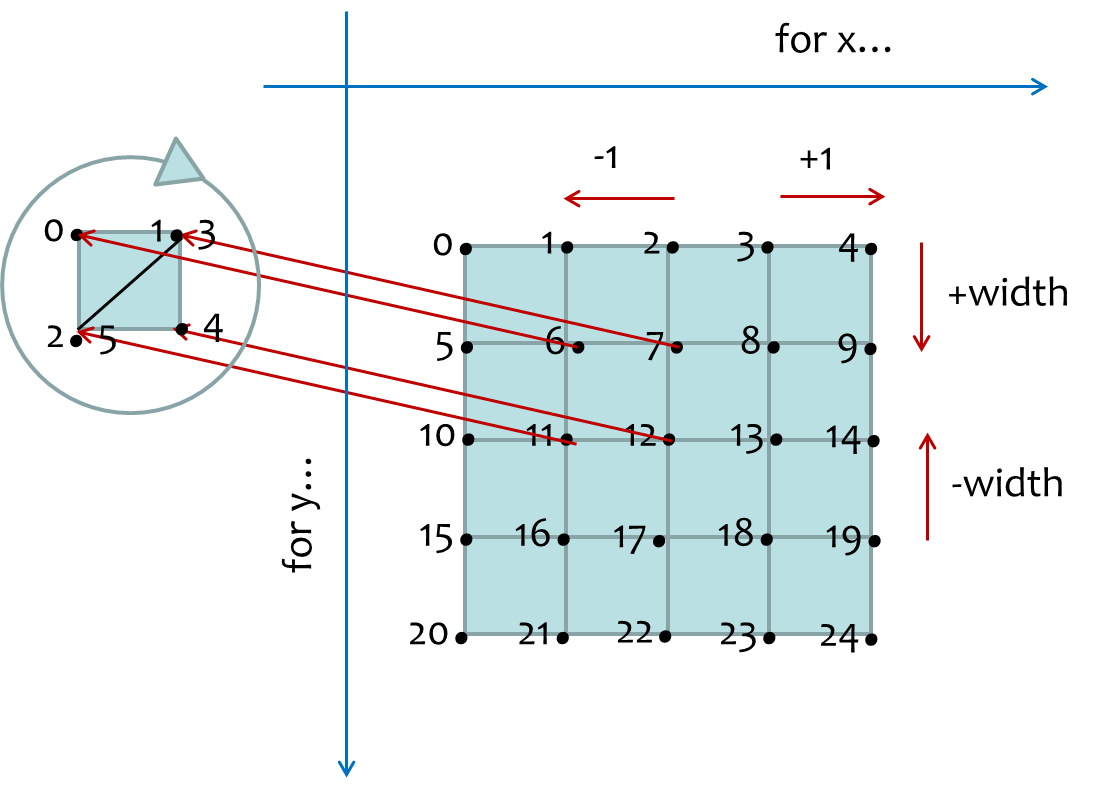 for x...
-1 +1
0 1 3
2 5 4
0 1 2 3 4
+width
5 6 7 8 9
10 11 12 13 14
-width
for y...
15 16 17 18 19
20 21 22 23 24